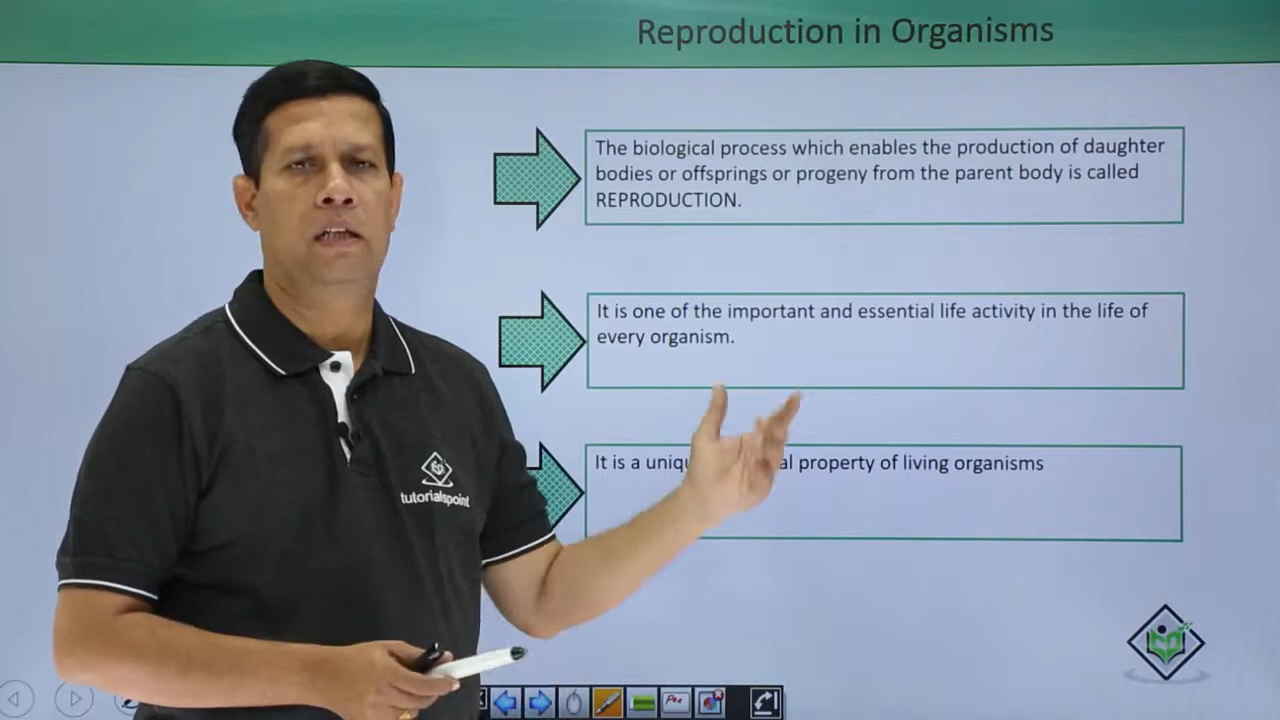 Reproduction in Organisms
The biological process which enables the production of daughter
bodies or offsprings or progeny from the parent body is called
REPRODUCTION.
It is one of the important and essential life activity in the life of
every organism.
It is a property of living organisms
tutorialspoint